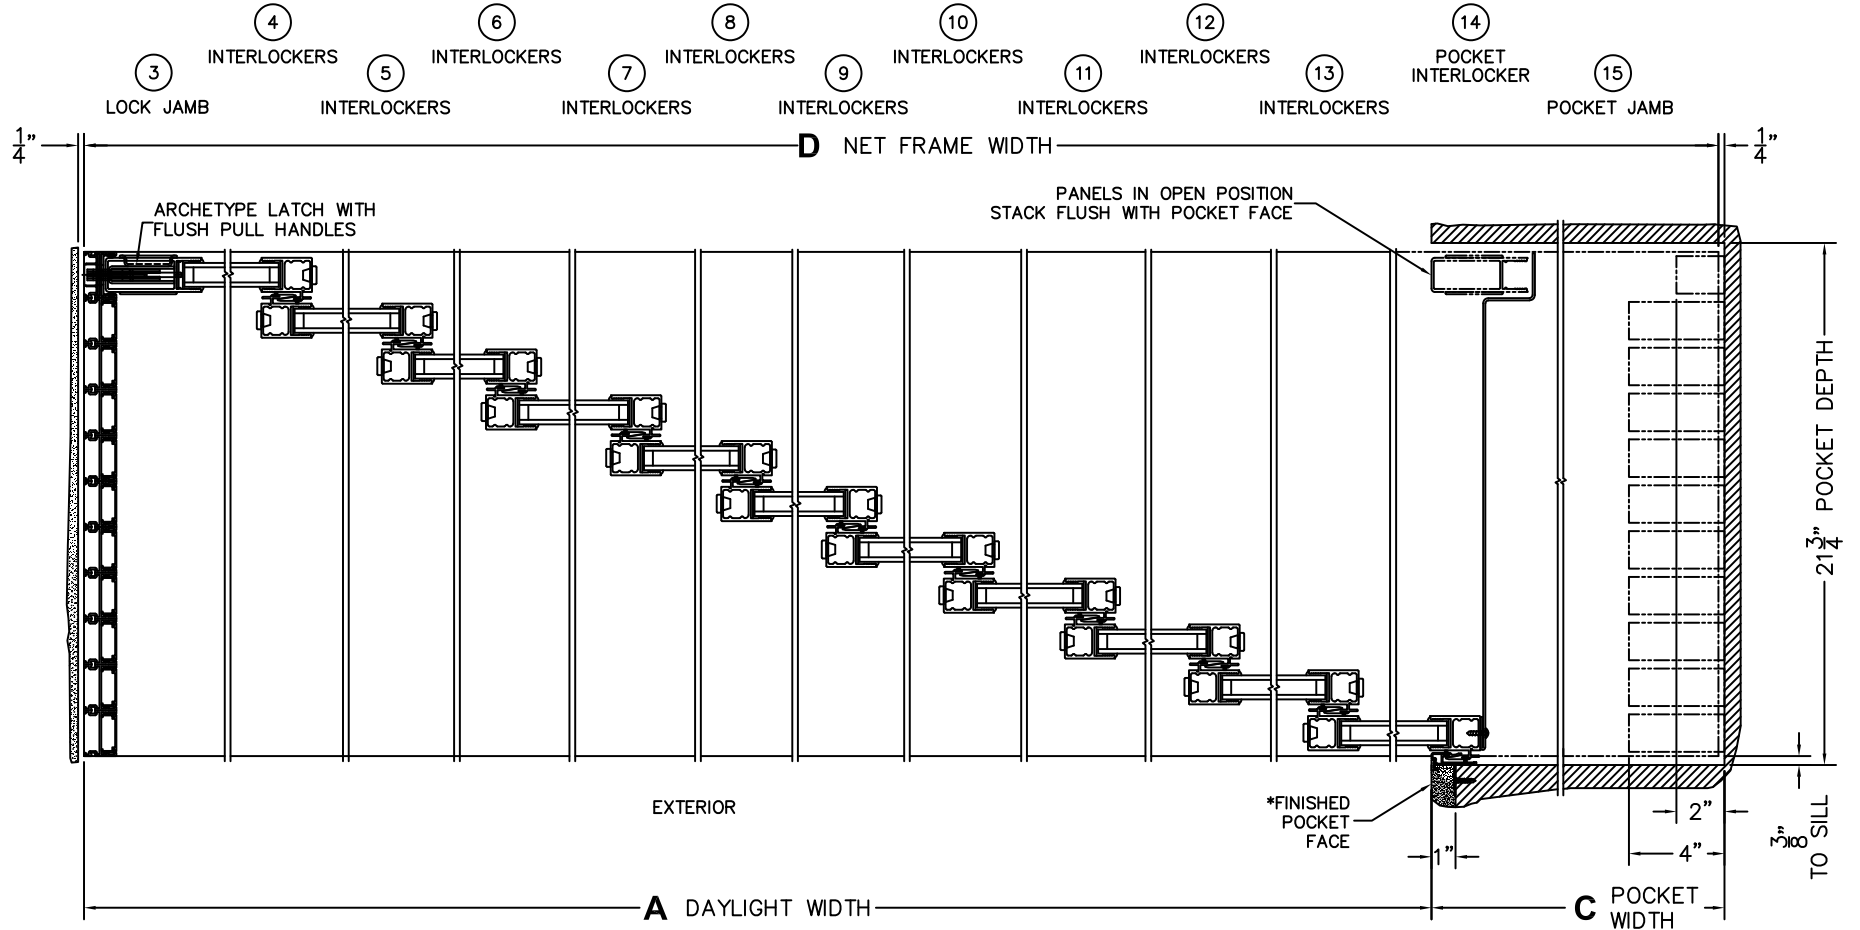 4
INTERLOCKERS
6
INTERLOCKERS
8
INTERLOCKERS
10
INTERLOCKERS
12
INTERLOCKERS
14
POCKET
INTERLOCKER
3
LOCK JAMB
5
INTERLOCKERS
7
INTERLOCKERS
9
INTERLOCKERS
11
INTERLOCKERS
13
INTERLOCKERS
15
POCKET JAMB
1/4"
D NET FRAME WIDTH
1/4"
ARCHETYPE LATCH WITH
FLUSH PULL HANDLES
PANELS IN OPEN POSITION
STACK FLUSH WITH POCKET FACE
21 3/4" POCKET DEPTH
EXTERIOR
*FINISHED
POCKET
FACE
1"
2"
4"
3/8"
TO SILL
A DAYLIGHT WIDTH
C POCKET
WIDTH